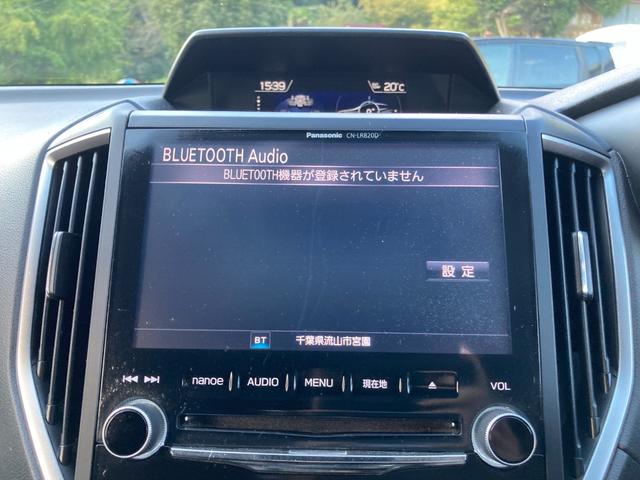 15:39
20℃
Panasonic CN-LR820D
BLUETOOTH Audio
BLUETOOTH機器が登録されていません
設定
BT 千葉県流山市宮園
nanoe AUDIO MENU 現在地 VOL